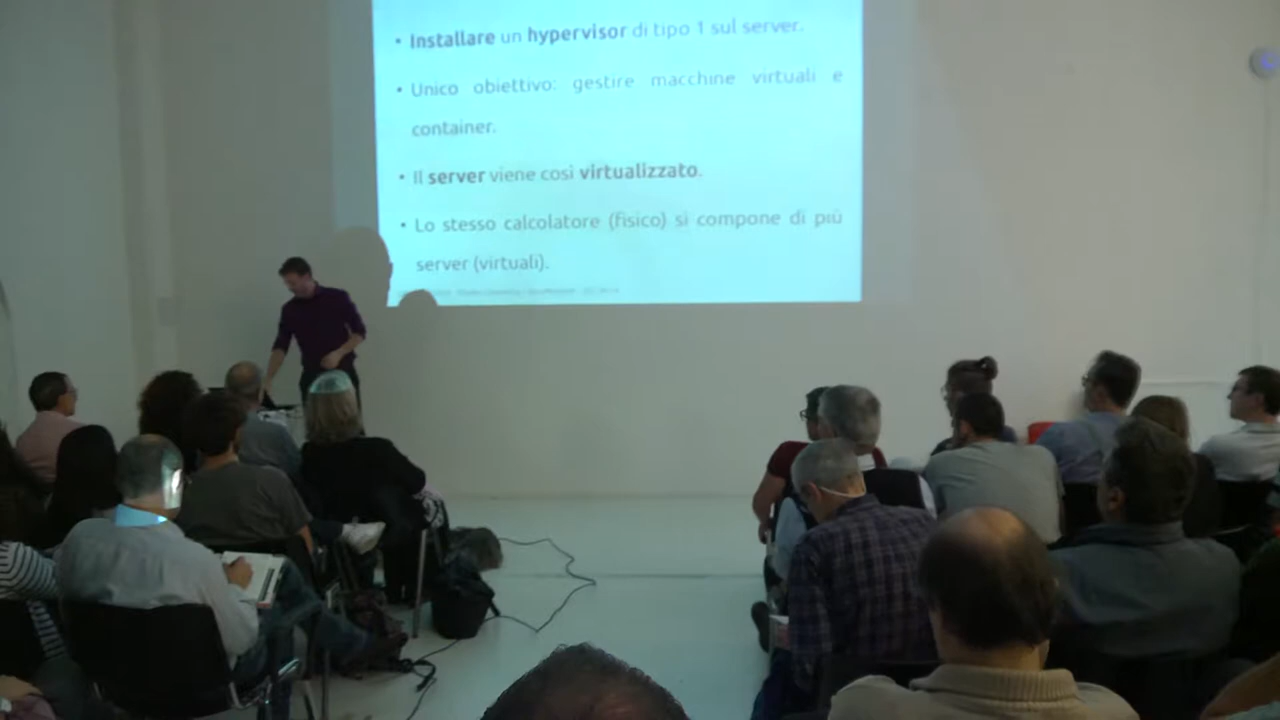 • Installare un hypervisor di tipo 1 sul server.
• Unico obiettivo: gestire macchine virtuali e
container.
• Il server viene così virtualizzato.
• Lo stesso calcolatore (fisico) si compone di più
server (virtuali).